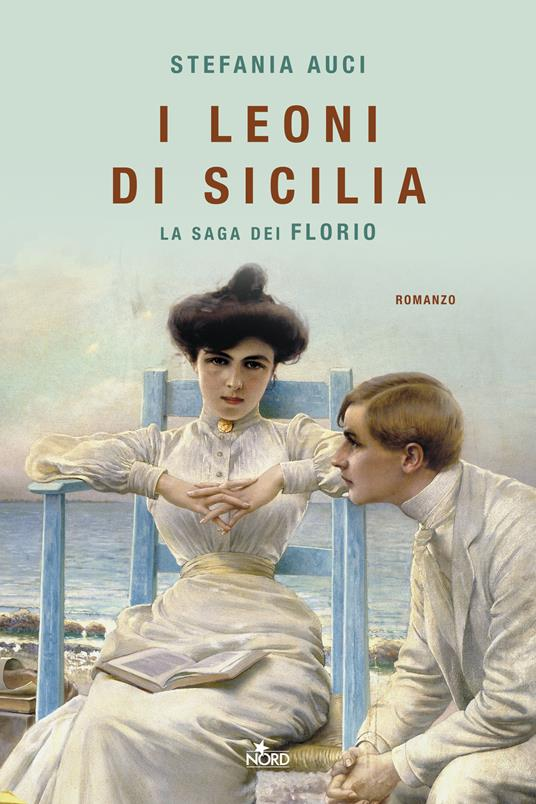 STEFANIA AUCI
I LEONI
DI SICILIA
LA SAGA DEI FLORIO
ROMANZO
NORD